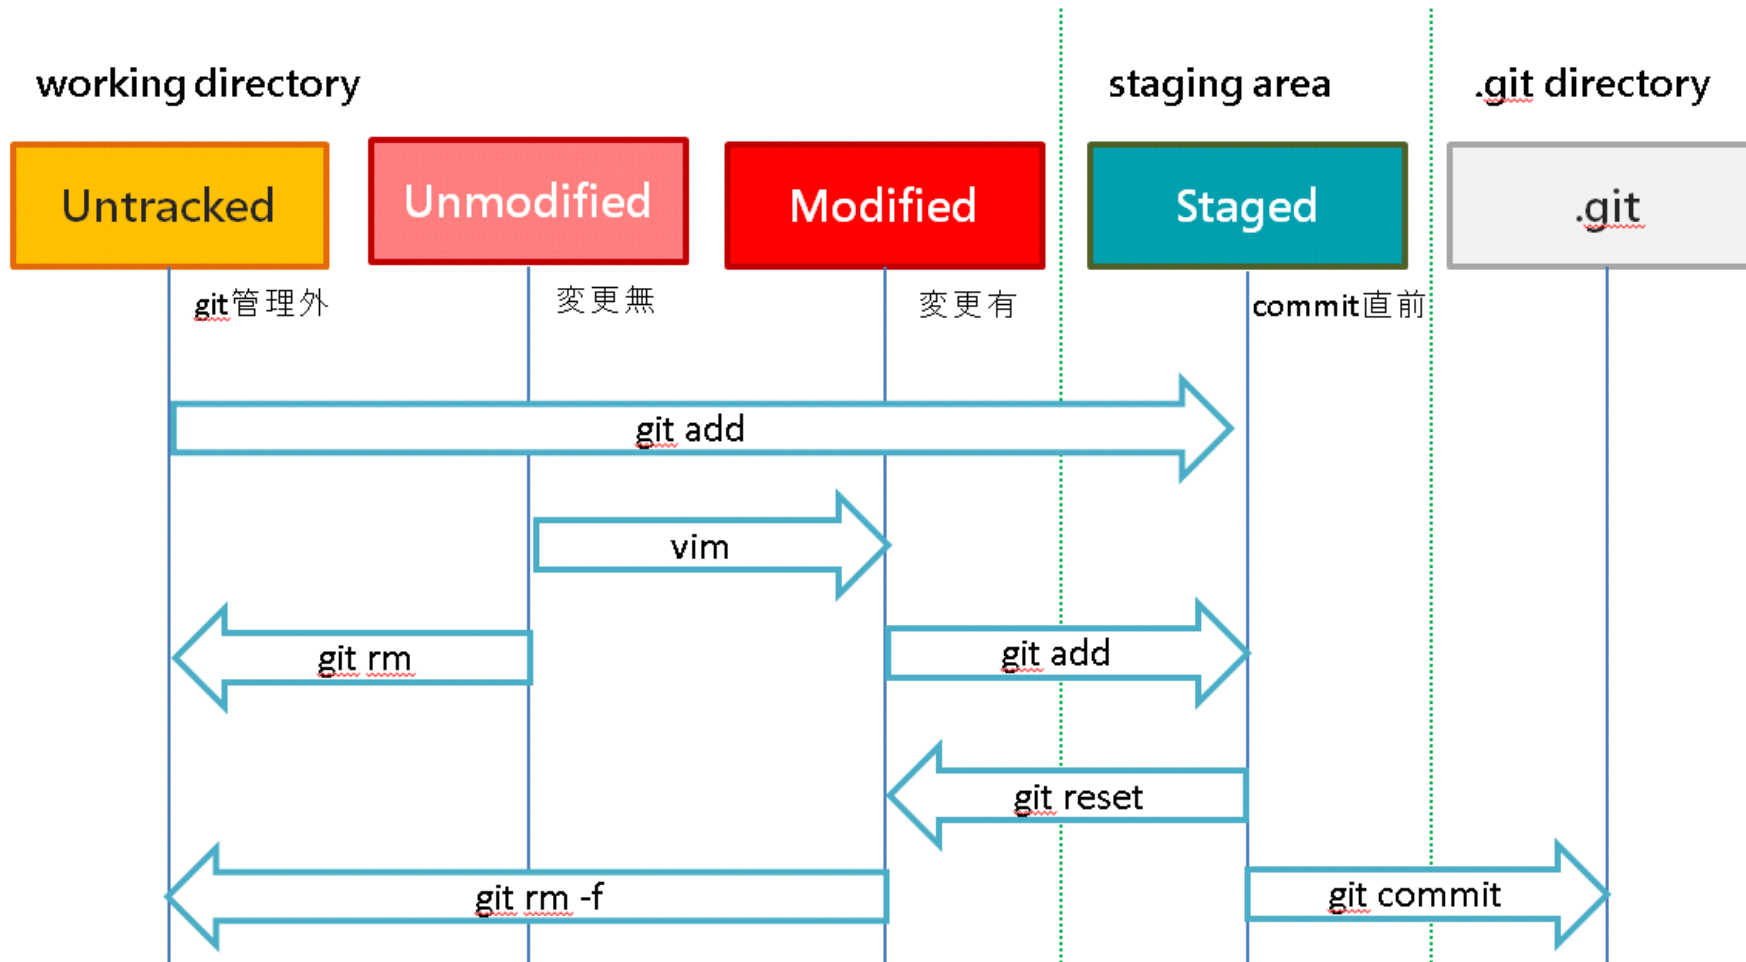 working directory
staging area
.git directory
Untracked
Unmodified
Modified
Staged
.git
git管理外
変更無
変更有
commit直前
git add
vim
git rm
git add
git reset
git rm -f
git commit